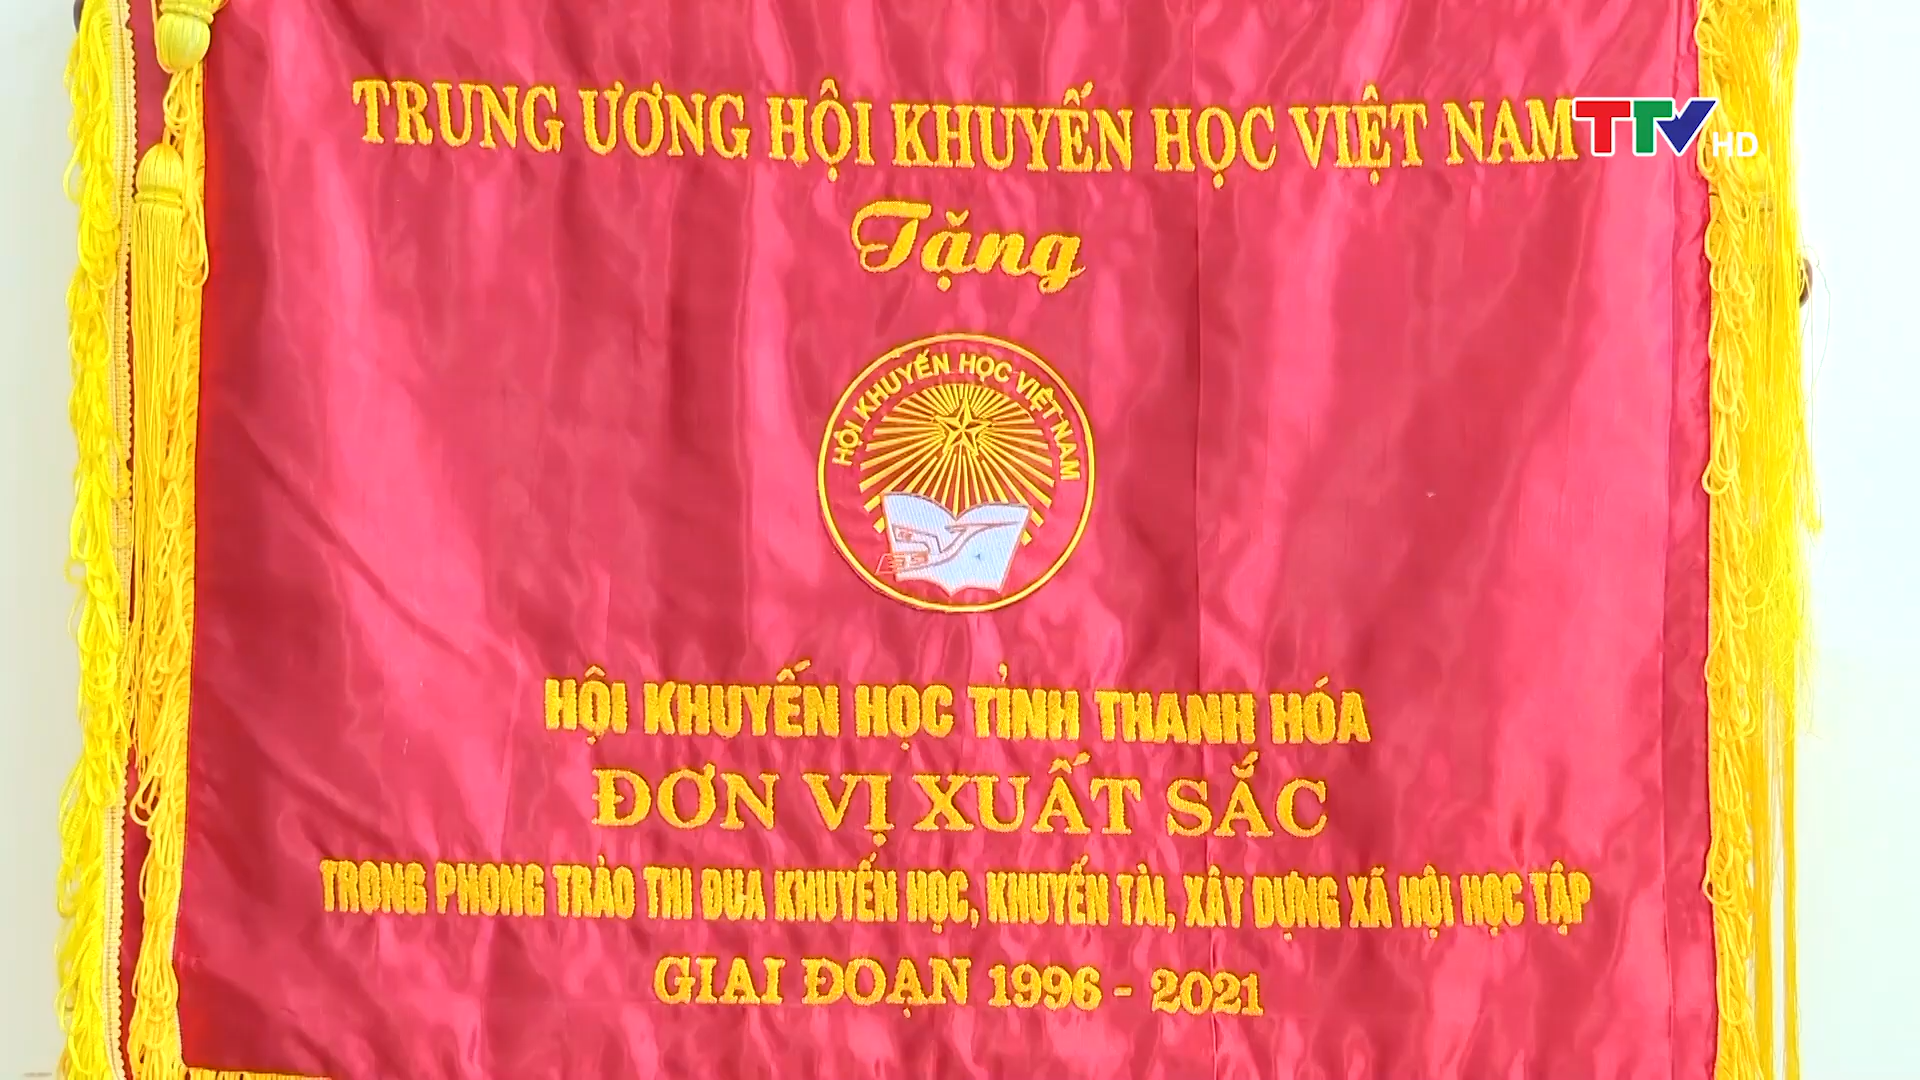 TRUNG ƯƠNG HỘI KHUYẾN HỌC VIỆT NAM
TTV HD
Tặng
HỘI KHUYẾN HỌC VIỆT NAM
HỘI KHUYẾN HỌC TỈNH THANH HÓA
ĐƠN VỊ XUẤT SẮC
TRONG PHONG TRÀO THI ĐUA KHUYẾN HỌC, KHUYẾN TÀI, XÂY DỰNG XÃ HỘI HỌC TẬP
GIAI ĐOẠN 1996 - 2021